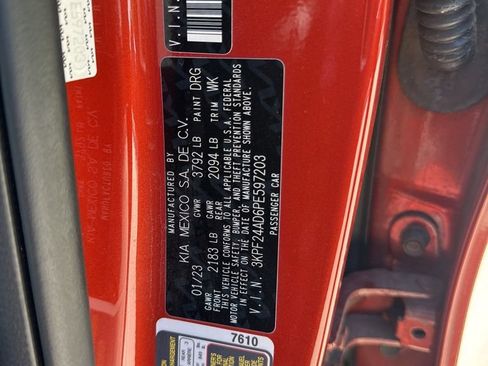 V.I.N.
MANUFACTURED BY
KIA MEXICO S.A. DE C.V.
01/23 GVWR 3792 LB PAINT DRG
GAWR FRONT 2183 LB GAWR REAR 2094 LB TRIM WK
THIS VEHICLE CONFORMS TO ALL APPLICABLE U.S.A. FEDERAL
MOTOR VEHICLE SAFETY, BUMPER, AND THEFT PREVENTION STANDARDS
IN EFFECT ON THE DATE OF MANUFACTURE SHOWN ABOVE.
V.I.N. 3KPF24AD6PE597203
PASSENGER CAR
7610